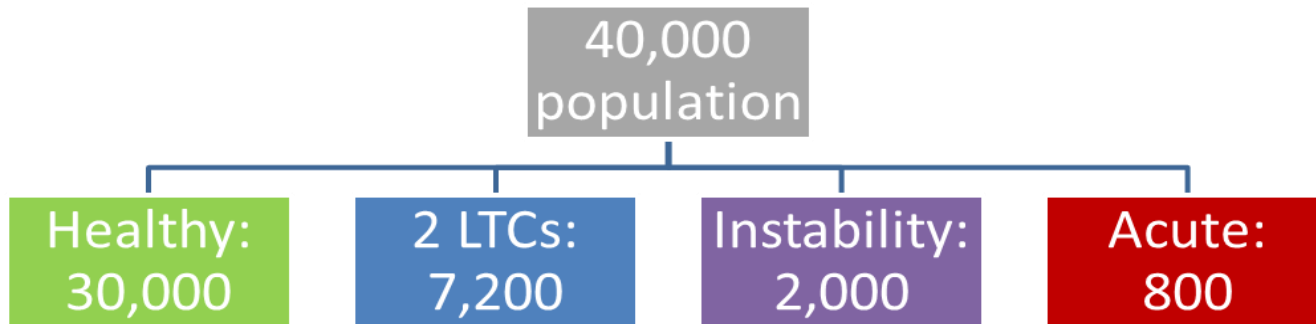 40,000
population
Healthy:
30,000
2 LTCs:
7,200
Instability:
2,000
Acute:
800